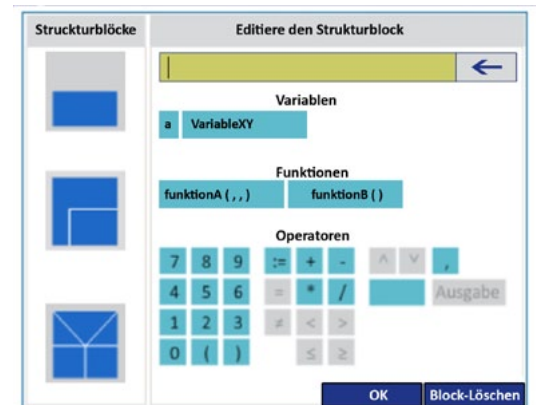 Struckturblöcke
Editiere den Strukturblock
←
Variablen
a VariableXY
Funktionen
funktionA ( , , ) funktionB ( )
Operatoren
7 8 9 := + - ^ v ,
4 5 6 = * / Ausgabe
1 2 3 ≠ < >
0 ( ) ≤ ≥
OK Block-Löschen